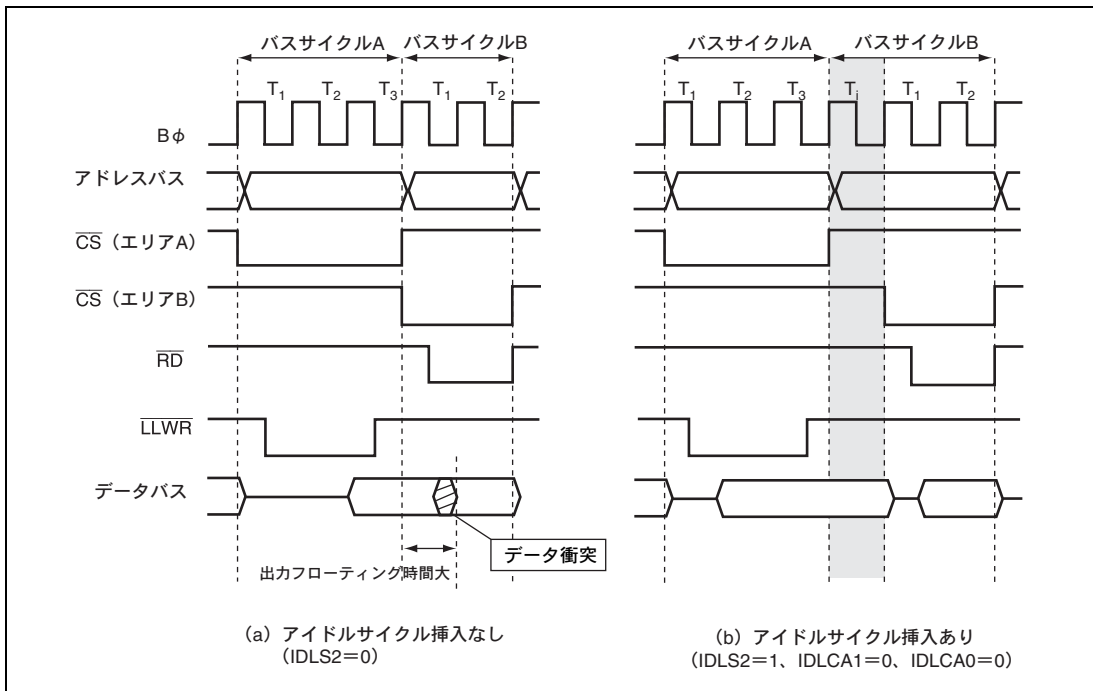 バスサイクルA バスサイクルB
T1 T2 T3 T1 T2
Bφ
アドレスバス
CS（エリアA）
CS（エリアB）
RD
LLWR
データバス
データ衝突
出力フローティング時間大
(a) アイドルサイクル挿入なし
（IDLS2＝0）
バスサイクルA バスサイクルB
T1 T2 T3 Ti T1 T2
(b) アイドルサイクル挿入あり
（IDLS2＝1、IDLCA1＝0、IDLCA0＝0）